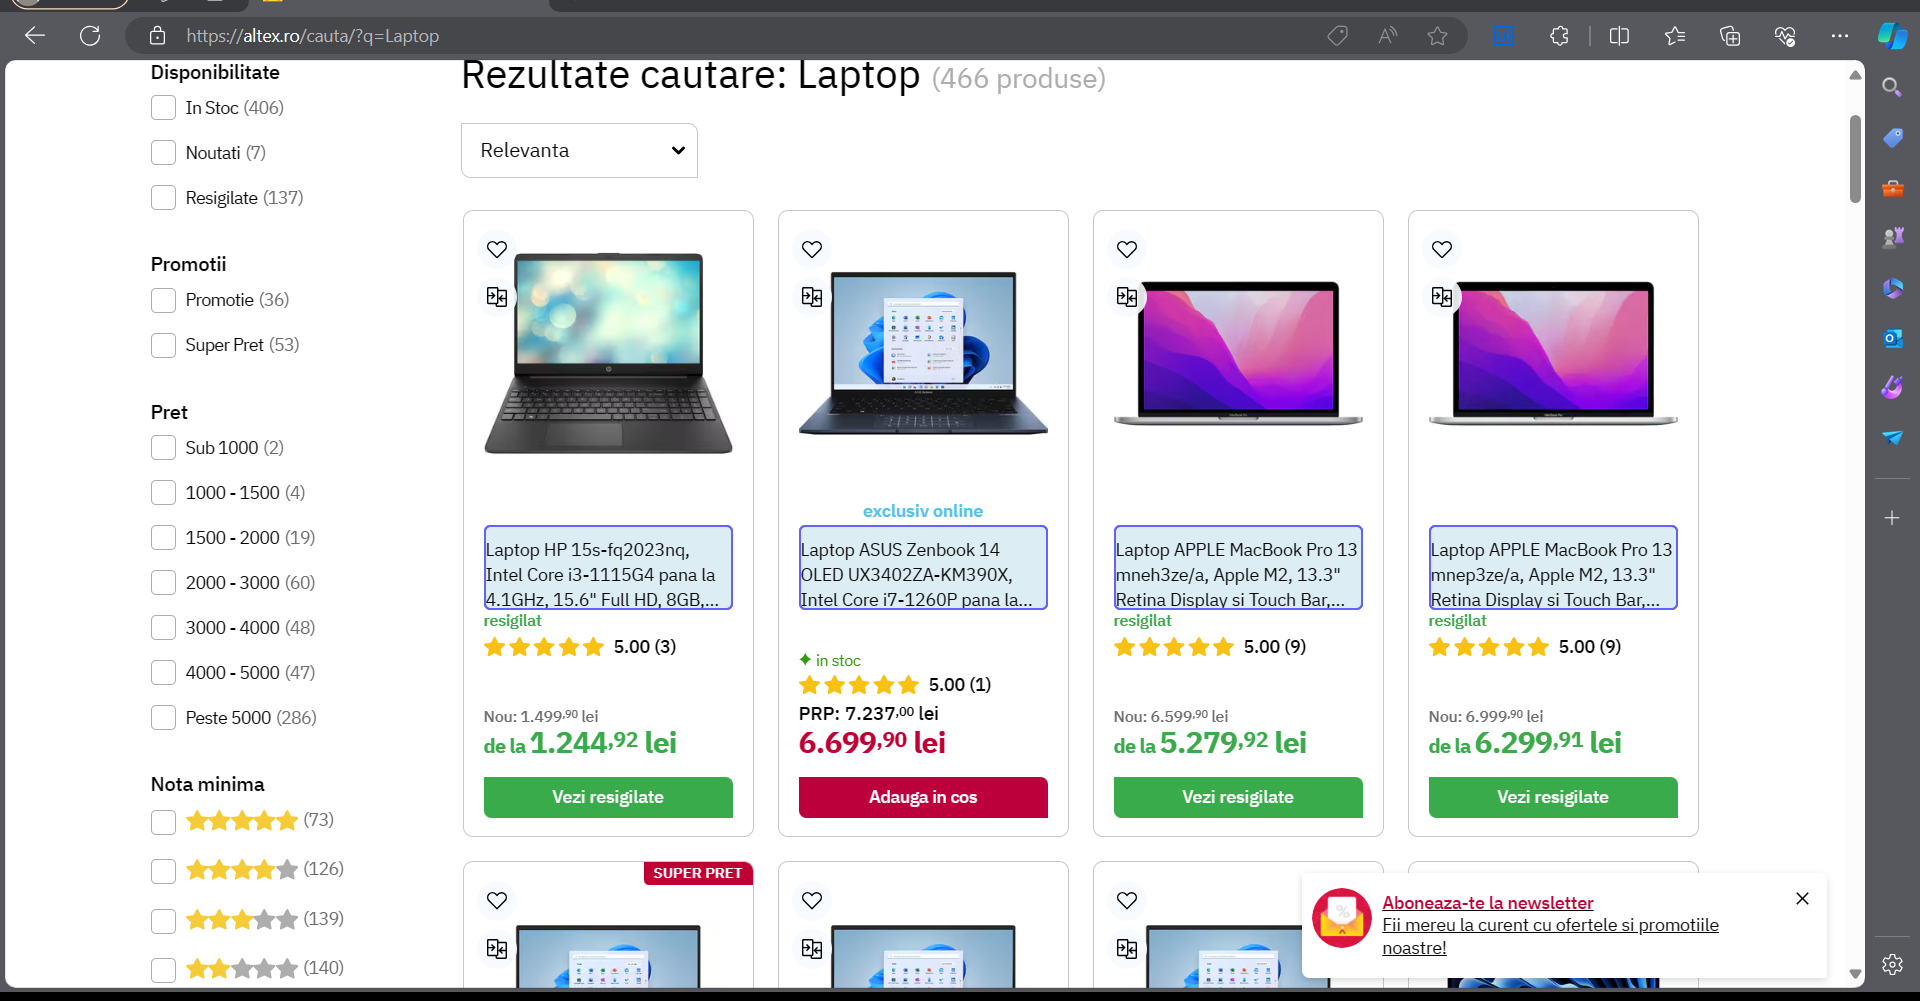 https://altex.ro/cauta/?q=Laptop
Disponibilitate
In Stoc (406)
Noutati (7)
Resigilate (137)
Promotii
Promotie (36)
Super Pret (53)
Pret
Sub 1000 (2)
1000 - 1500 (4)
1500 - 2000 (19)
2000 - 3000 (60)
3000 - 4000 (48)
4000 - 5000 (47)
Peste 5000 (286)
Nota minima
(73)
(126)
(139)
(140)
Rezultate cautare: Laptop (466 produse)
Relevanta
Laptop HP 15s-fq2023nq,
Intel Core i3-1115G4 pana la
4.1GHz, 15.6" Full HD, 8GB,...
resigilat
5.00 (3)
Nou: 1.499,90 lei
de la 1.244,92 lei
Vezi resigilate
exclusiv online
Laptop ASUS Zenbook 14
OLED UX3402ZA-KM390X,
Intel Core i7-1260P pana la...
in stoc
5.00 (1)
PRP: 7.237,00 lei
6.699,90 lei
Adauga in cos
Laptop APPLE MacBook Pro 13
mneh3ze/a, Apple M2, 13.3"
Retina Display si Touch Bar,...
resigilat
5.00 (9)
Nou: 6.599,90 lei
de la 5.279,92 lei
Vezi resigilate
Laptop APPLE MacBook Pro 13
mnep3ze/a, Apple M2, 13.3"
Retina Display si Touch Bar,...
resigilat
5.00 (9)
Nou: 6.999,90 lei
de la 6.299,91 lei
Vezi resigilate
SUPER PRET
Aboneaza-te la newsletter
Fii mereu la curent cu ofertele si promotiile
noastre!